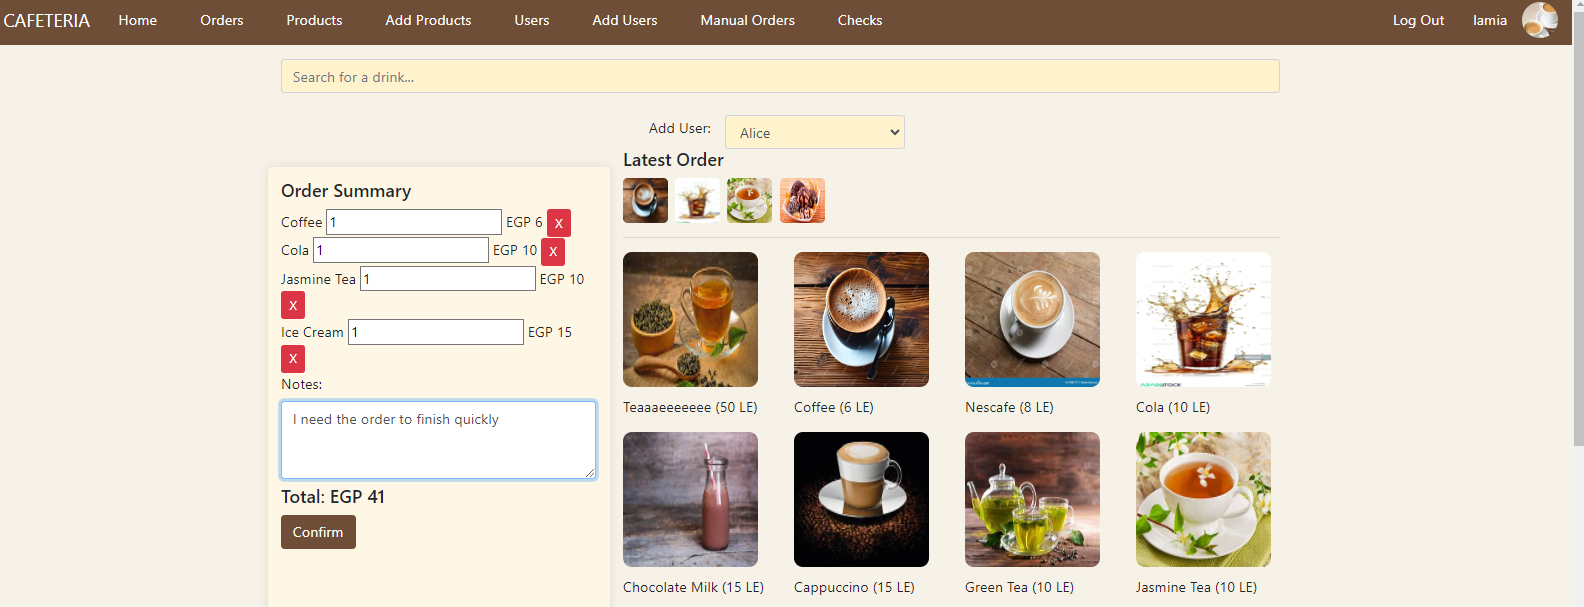 CAFETERIA Home Orders Products Add Products Users Add Users Manual Orders Checks Log Out lamia
Search for a drink...
Add User: Alice
Order Summary
Coffee 1 EGP 6 X
Cola 1 EGP 10 X
Jasmine Tea 1 EGP 10
X
Ice Cream 1 EGP 15
X
Notes:
I need the order to finish quickly
Total: EGP 41
Confirm
Latest Order
Teaaaeeeeeee (50 LE) Coffee (6 LE) Nescafe (8 LE) Cola (10 LE)
Chocolate Milk (15 LE) Cappuccino (15 LE) Green Tea (10 LE) Jasmine Tea (10 LE)